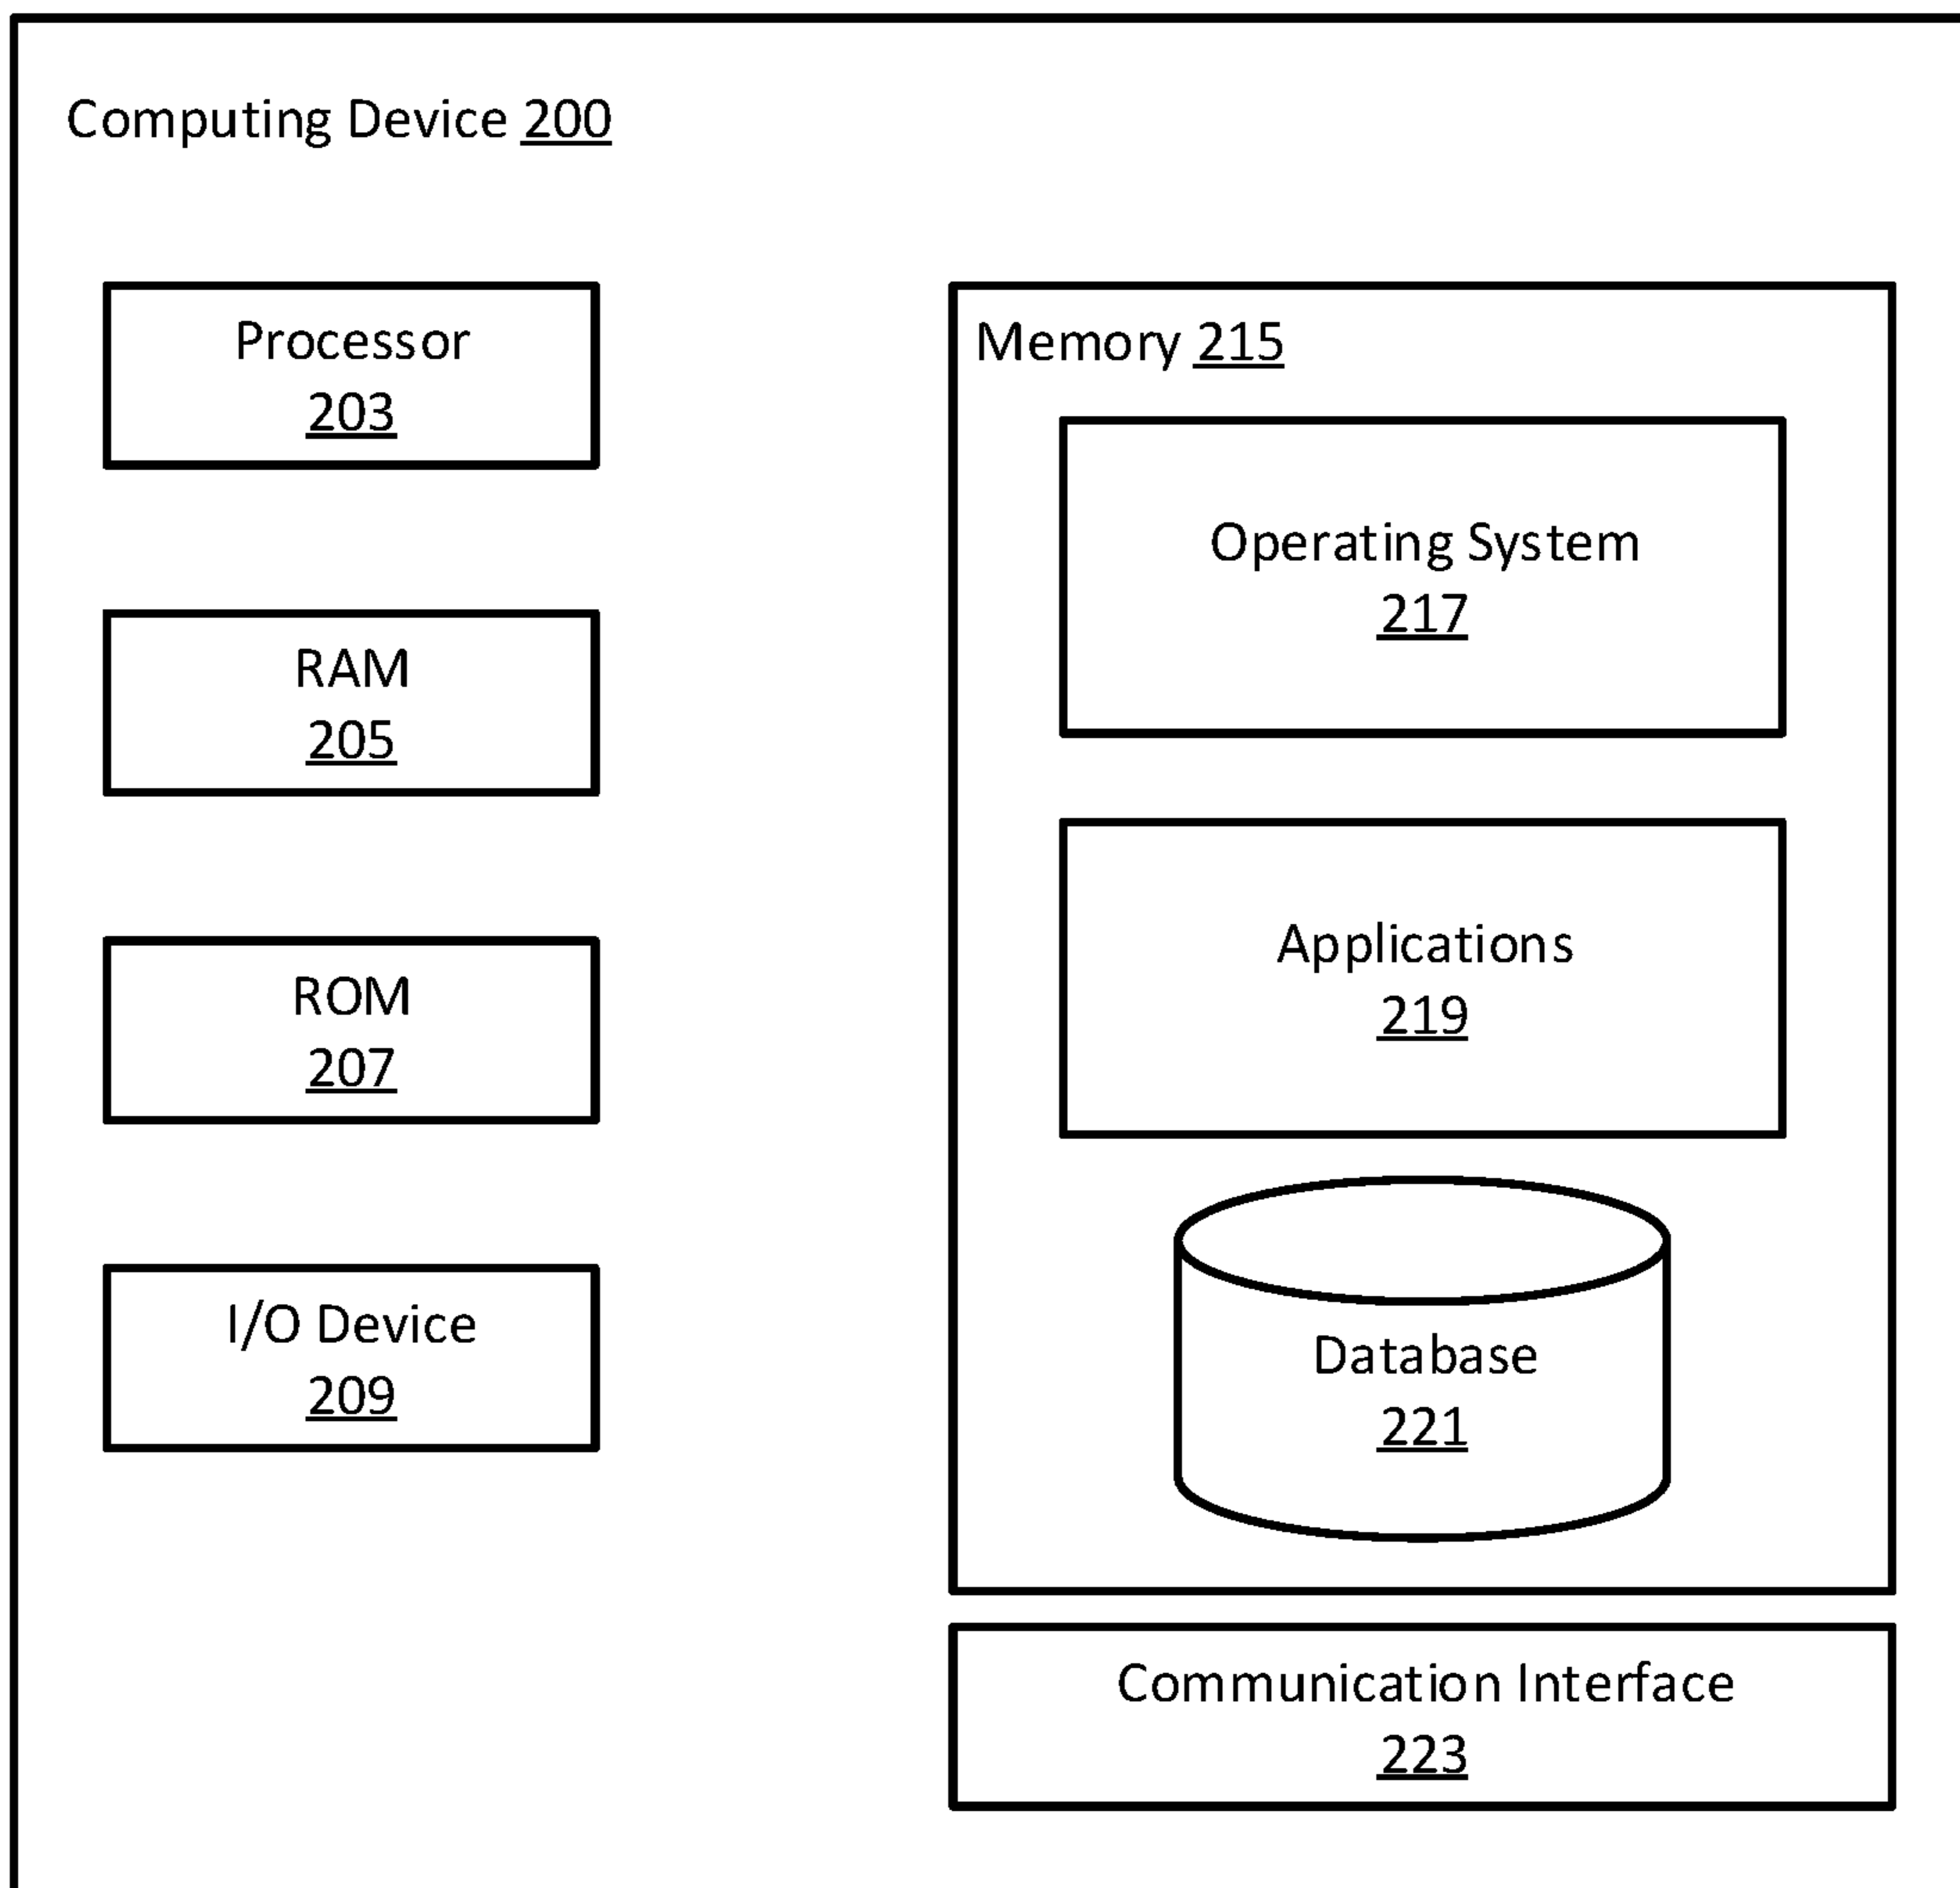 Computing Device 200
Processor
203
RAM
205
ROM
207
I/O Device
209
Memory 215
Operating System
217
Applications
219
Database
221
Communication Interface
223